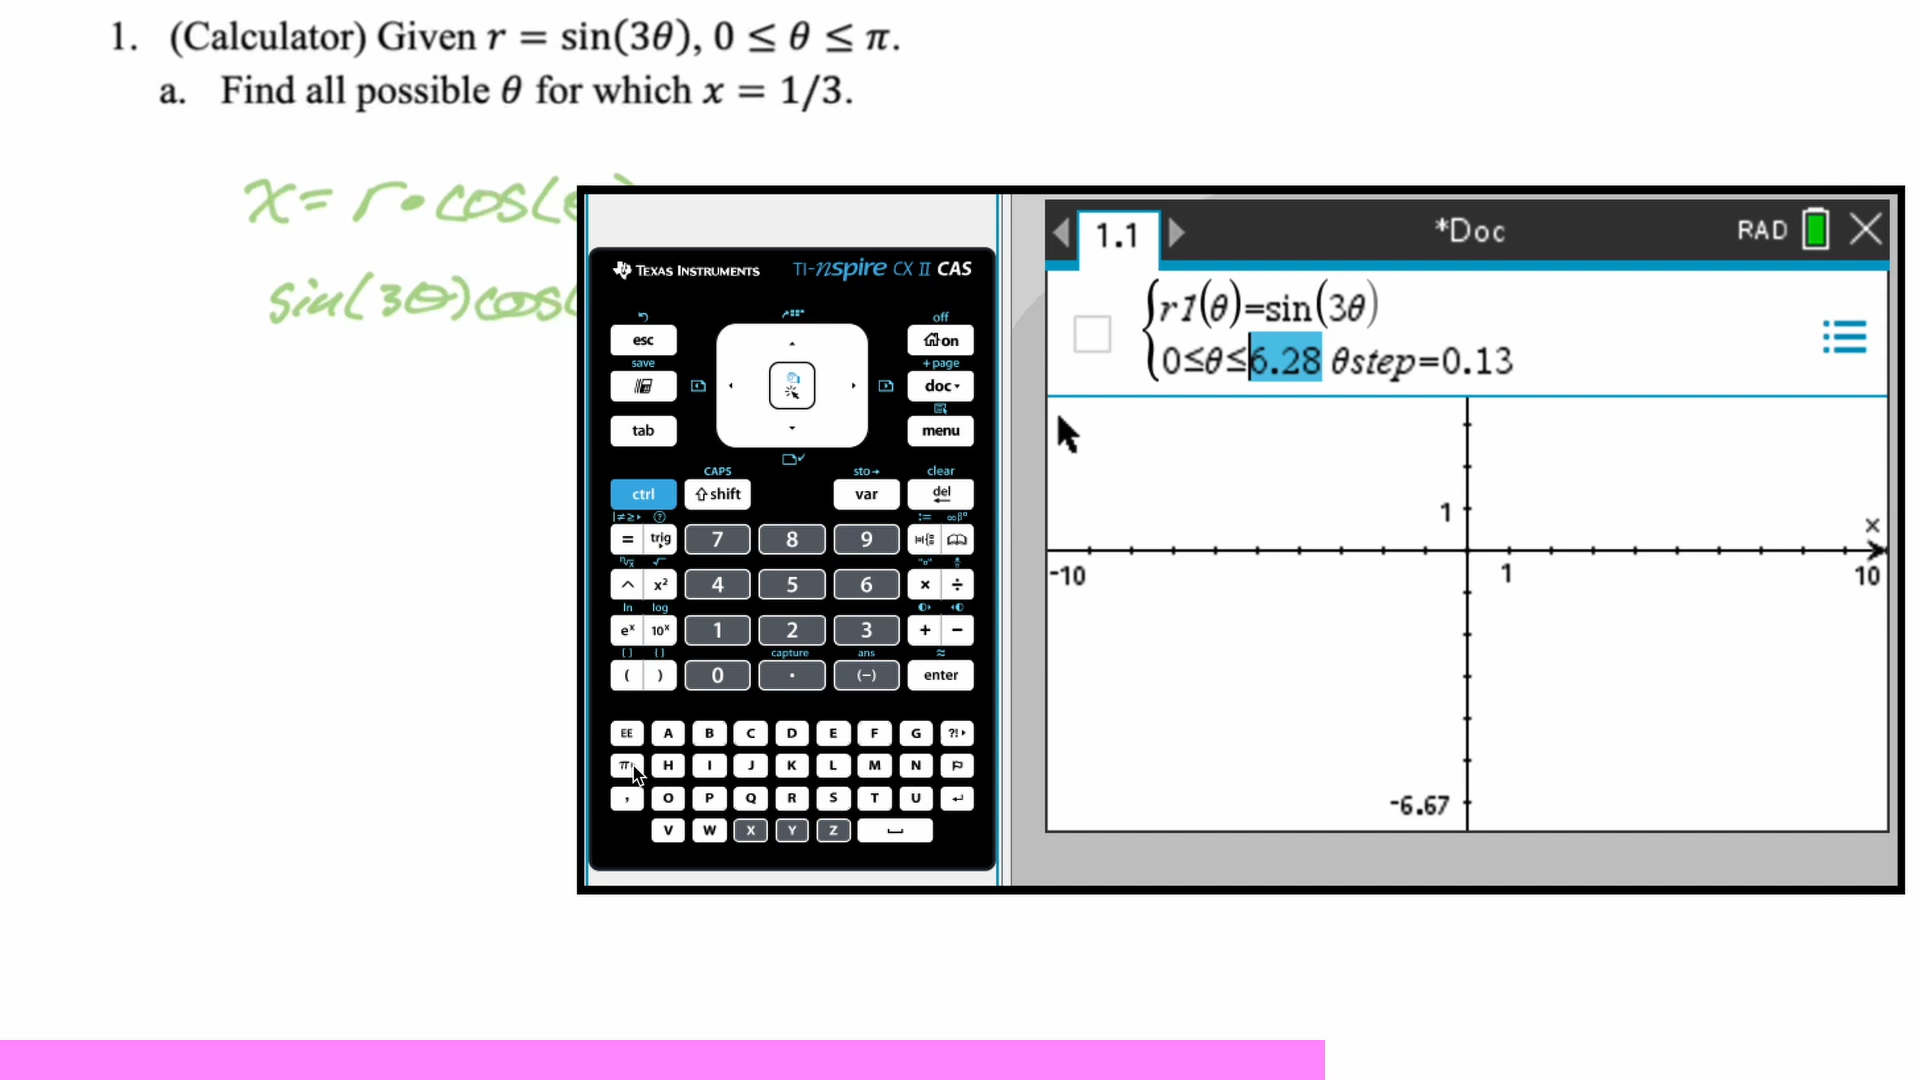 1. (Calculator) Given r = sin(3θ), 0 ≤ θ ≤ π.
a. Find all possible θ for which x = 1/3.
x= r•cos(
sin(3θ)cos(
TEXAS INSTRUMENTS TI-nspire CX II CAS
off
esc
on
save
+page
doc
tab
menu
CAPS
sto→
clear
ctrl
shift
var
del
|≠≥▸
:=
∞β°
=
trig
7
8
9
^
x²
4
5
6
×
÷
ln
log
eˣ
10ˣ
1
2
3
+
−
[ ]
{ }
capture
ans
≈
(
)
0
.
(−)
enter
EE A B C D E F G ?!▸
π H I J K L M N
, O P Q R S T U
V W X Y Z
1.1
*Doc
RAD
r1(θ)=sin(3θ)
0≤θ≤6.28 θstep=0.13
1
x
-10
1
10
-6.67